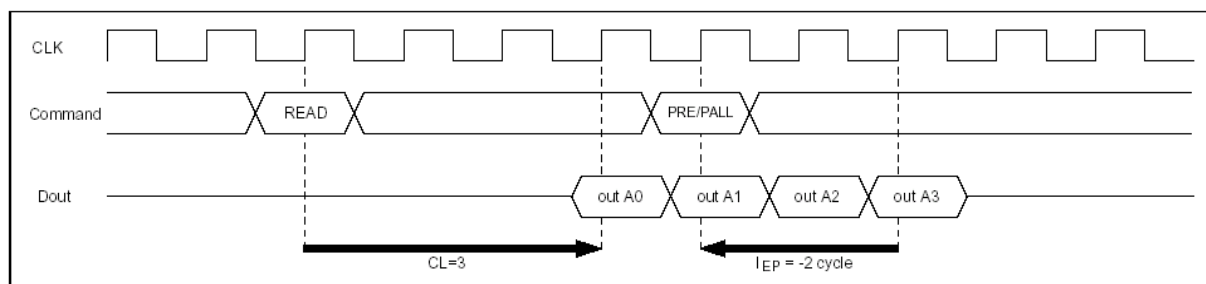 CLK
Command READ PRE/PALL
Dout out A0 out A1 out A2 out A3
CL=3 lEP = -2 cycle